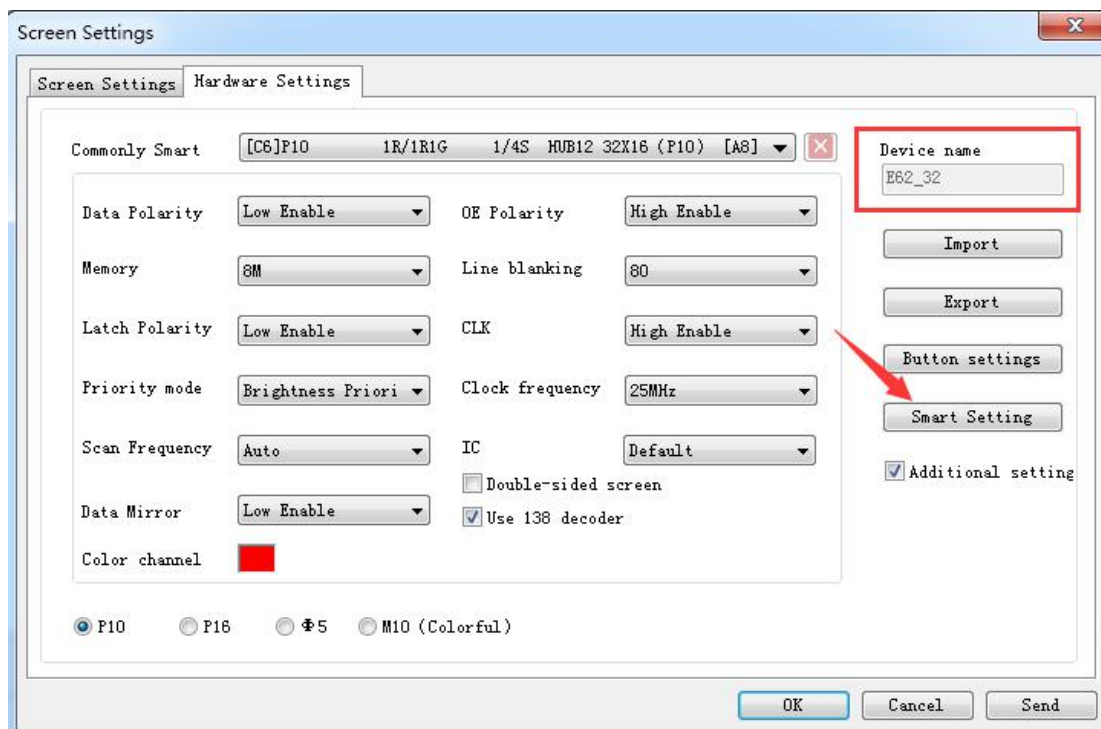 Screen Settings
Screen Settings Hardware Settings
Commonly Smart [C6]P10 1R/1R1G 1/4S HUB12 32X16 (P10) [A8]
Device name
E62_32
Data Polarity Low Enable OE Polarity High Enable
Import
Memory 8M Line blanking 80
Export
Latch Polarity Low Enable CLK High Enable
Button settings
Priority mode Brightness Priori Clock frequency 25MHz
Smart Setting
Scan Frequency Auto IC Default
Additional setting
Double-sided screen
Data Mirror Low Enable
Use 138 decoder
Color channel
P10 P16 Φ5 M10 (Colorful)
OK Cancel Send